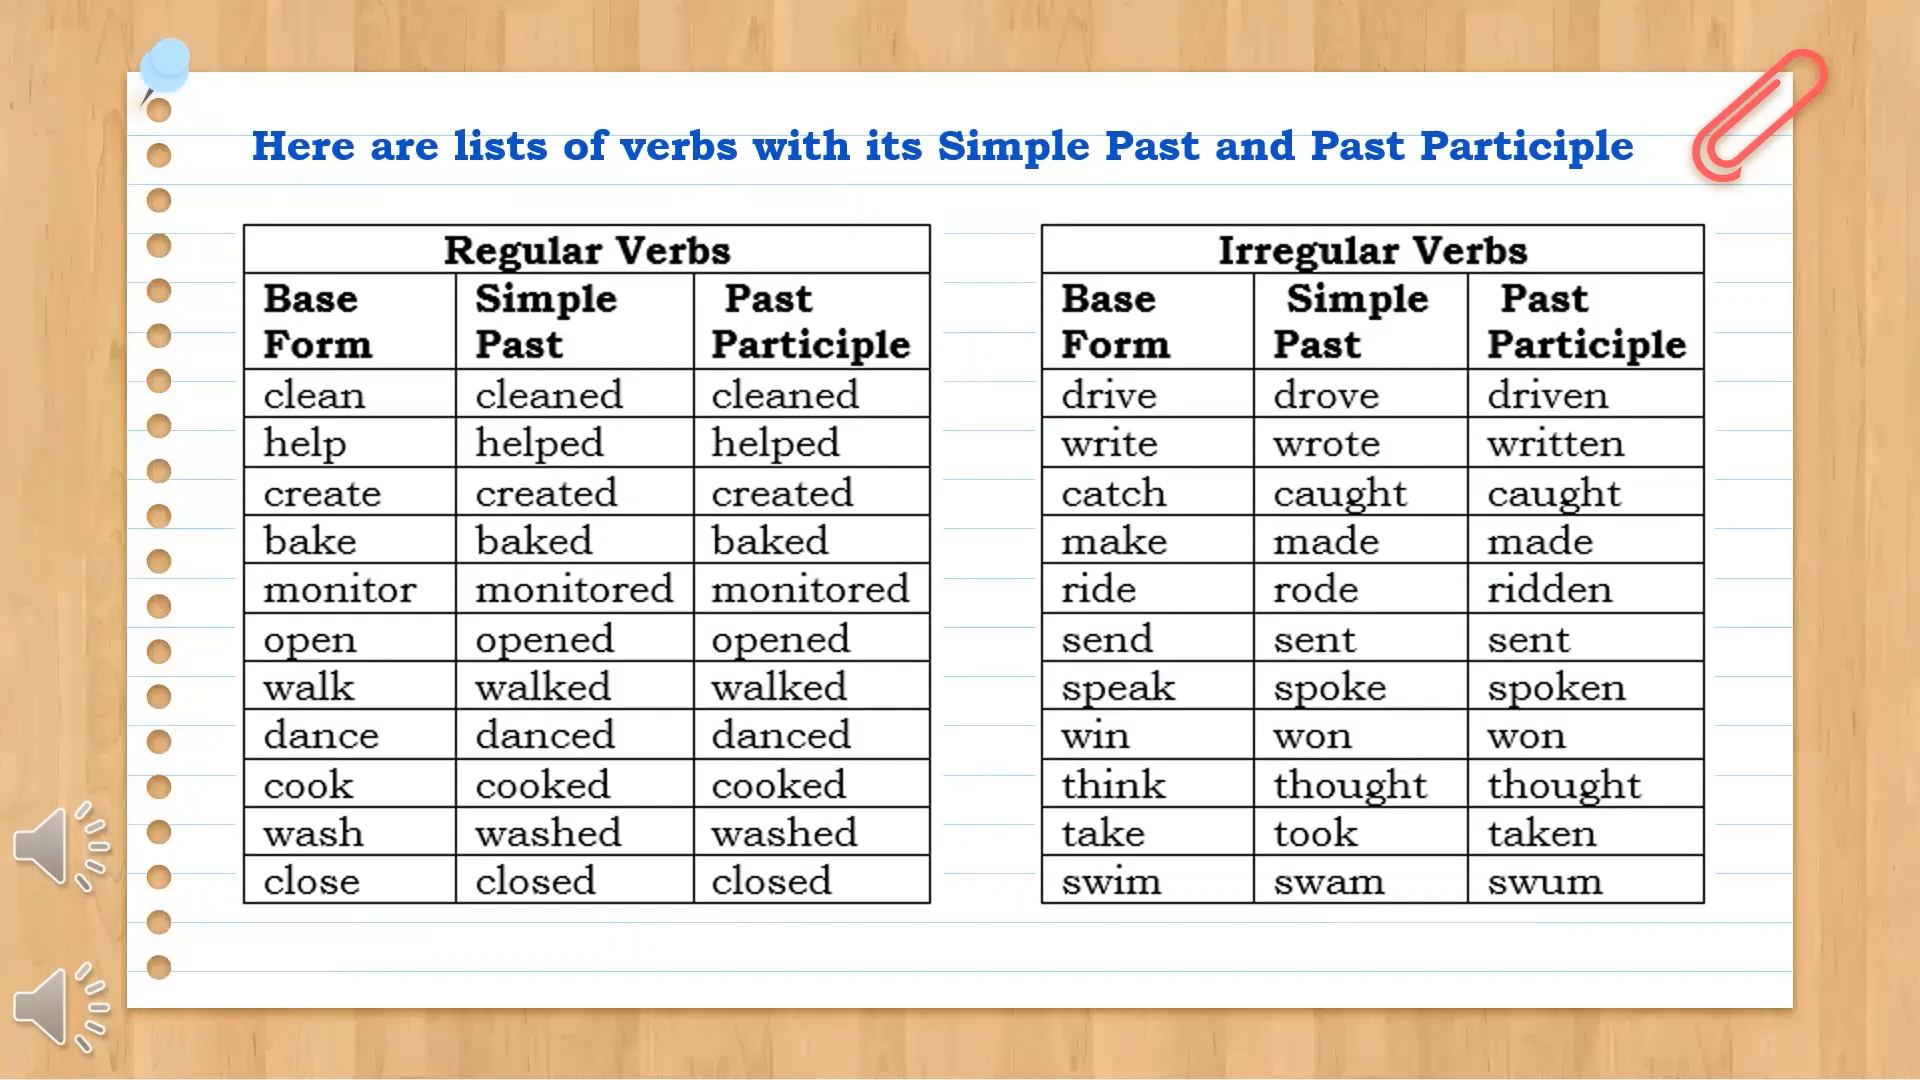 Here are lists of verbs with its Simple Past and Past Participle
Regular Verbs
Base Form Simple Past Past Participle
clean cleaned cleaned
help helped helped
create created created
bake baked baked
monitor monitored monitored
open opened opened
walk walked walked
dance danced danced
cook cooked cooked
wash washed washed
close closed closed
Irregular Verbs
Base Form Simple Past Past Participle
drive drove driven
write wrote written
catch caught caught
make made made
ride rode ridden
send sent sent
speak spoke spoken
win won won
think thought thought
take took taken
swim swam swum